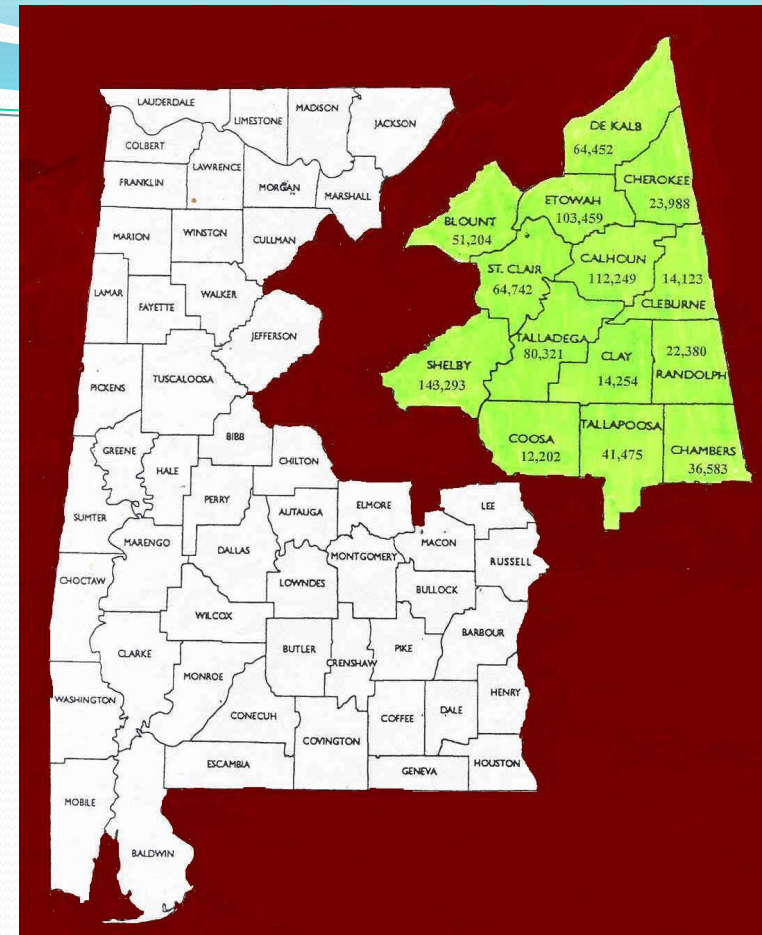 LAUDERDALE
LIMESTONE
MADISON
JACKSON
COLBERT
LAWRENCE
FRANKLIN
MORGAN
MARSHALL
MARION
WINSTON
CULLMAN
LAMAR
FAYETTE
WALKER
JEFFERSON
PICKENS
TUSCALOOSA
GREENE
HALE
BIBB
CHILTON
SUMTER
PERRY
AUTAUGA
ELMORE
LEE
MARENGO
DALLAS
MONTGOMERY
MACON
RUSSELL
CHOCTAW
LOWNDES
BULLOCK
WILCOX
CLARKE
BUTLER
CRENSHAW
PIKE
BARBOUR
MONROE
WASHINGTON
CONECUH
COFFEE
DALE
HENRY
COVINGTON
ESCAMBIA
GENEVA
HOUSTON
MOBILE
BALDWIN
DE KALB
64,452
CHEROKEE
23,988
ETOWAH
103,459
BLOUNT
51,204
CALHOUN
112,249
14,123
CLEBURNE
ST. CLAIR
64,742
TALLADEGA
80,321
CLAY
14,254
22,380
RANDOLPH
SHELBY
143,293
COOSA
12,202
TALLAPOOSA
41,475
CHAMBERS
36,583